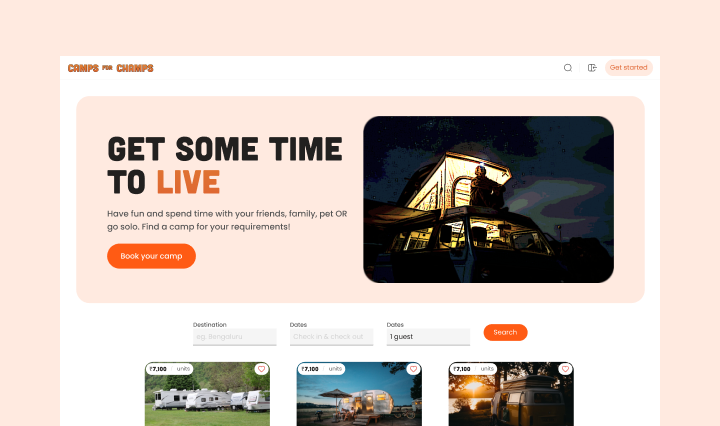 CAMPS FOR CHAMPS
Get started
GET SOME TIME
TO LIVE
Have fun and spend time with your friends, family, pet OR
go solo. Find a camp for your requirements!
Book your camp
Destination
Dates
Dates
eg. Bengaluru
Check in & check out
1 guest
Search
₹7,100 units
₹7,100 units
₹7,100 units